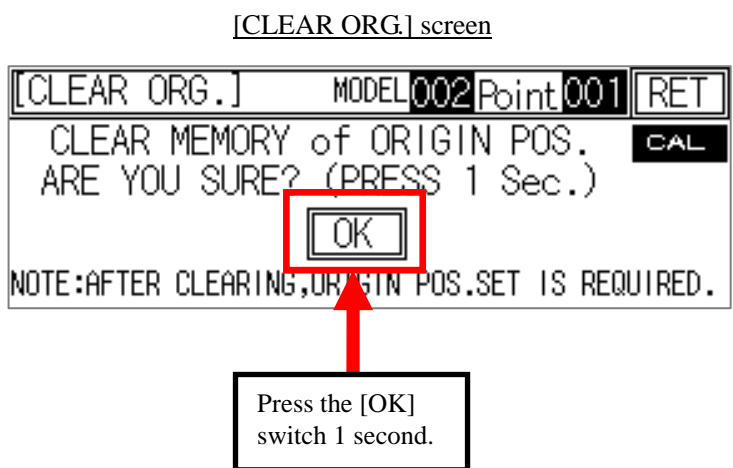 [CLEAR ORG.] screen
[CLEAR ORG.] MODEL 002 Point 001 RET
CLEAR MEMORY of ORIGIN POS. CAL
ARE YOU SURE? (PRESS 1 Sec.)
OK
NOTE:AFTER CLEARING,ORIGIN POS.SET IS REQUIRED.
Press the [OK]
switch 1 second.